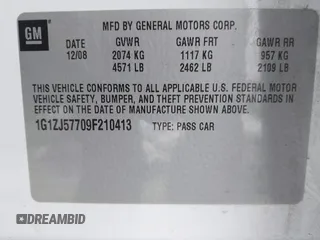 GM
MFD BY GENERAL MOTORS CORP.
DATE GVWR GAWR FRT GAWR RR
12/08 2074 KG 1117 KG 957 KG
4571 LB 2462 LB 2109 LB
THIS VEHICLE CONFORMS TO ALL APPLICABLE U.S. FEDERAL MOTOR
VEHICLE SAFETY, BUMPER, AND THEFT PREVENTION STANDARDS IN
EFFECT ON THE DATE OF MANUFACTURE SHOWN ABOVE.
1G1ZJ57709F210413 TYPE: PASS CAR
DREAMBID